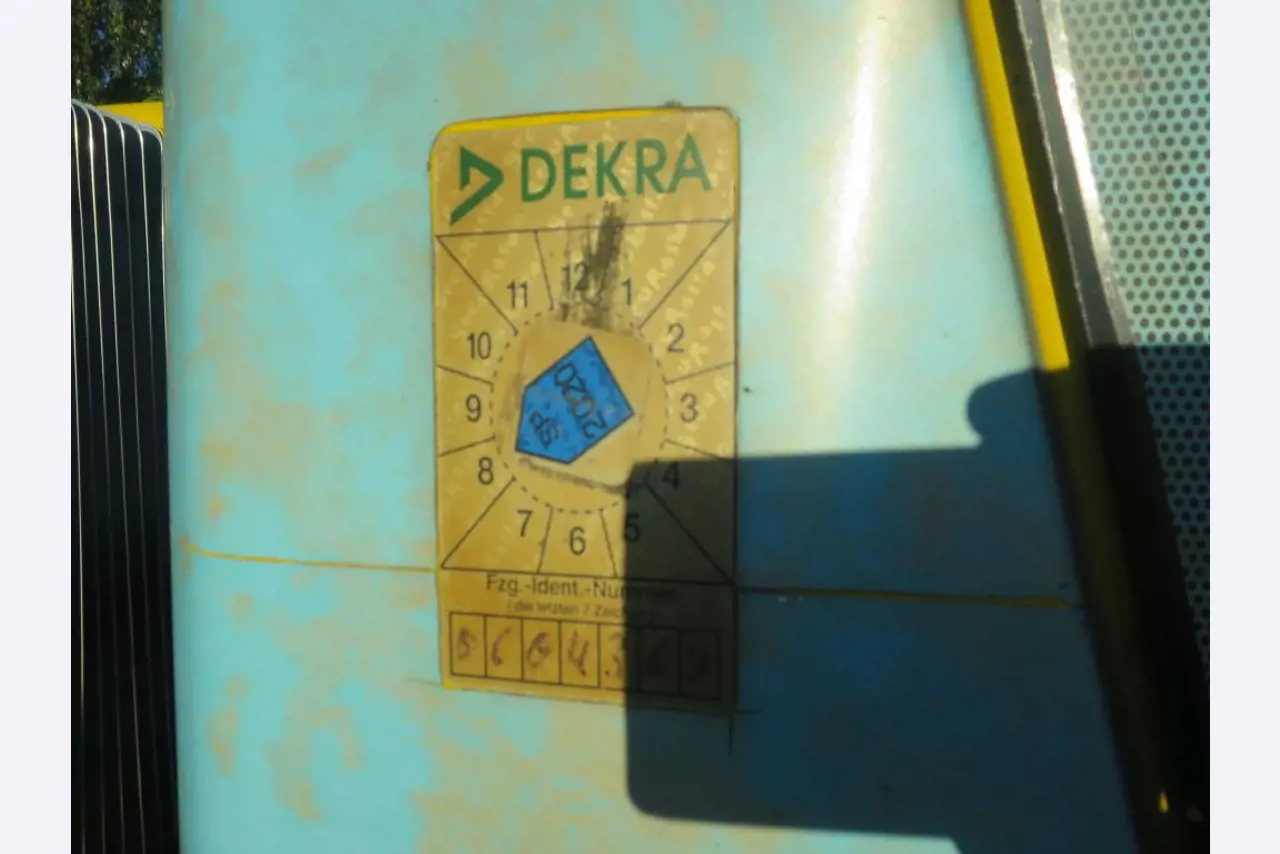 DEKRA
12
11 1
10 2
9 3
8 4
7 5
6
2020
SP
Fzg.-Ident.-Nummer
(die letzten 7 Zeichen)